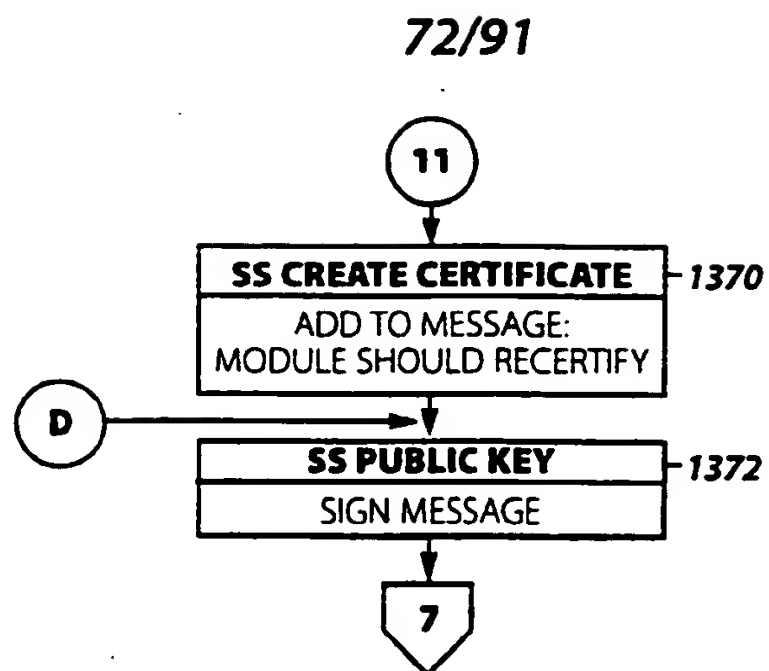 72/91
11
SS CREATE CERTIFICATE
1370
ADD TO MESSAGE:
MODULE SHOULD RECERTIFY
D
SS PUBLIC KEY
1372
SIGN MESSAGE
7